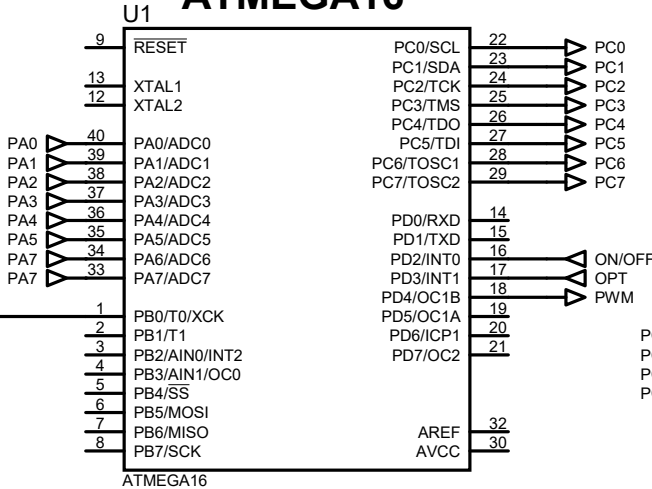 ATMEGA16
U1
9 RESET PC0/SCL 22 PC0
PC1/SDA 23 PC1
13 XTAL1 PC2/TCK 24 PC2
12 XTAL2 PC3/TMS 25 PC3
PC4/TDO 26 PC4
PA0 40 PA0/ADC0 PC5/TDI 27 PC5
PA1 39 PA1/ADC1 PC6/TOSC1 28 PC6
PA2 38 PA2/ADC2 PC7/TOSC2 29 PC7
PA3 37 PA3/ADC3
PA4 36 PA4/ADC4 PD0/RXD 14
PA5 35 PA5/ADC5 PD1/TXD 15
PA7 34 PA6/ADC6 PD2/INT0 16 ON/OFF
PA7 33 PA7/ADC7 PD3/INT1 17 OPT
PD4/OC1B 18 PWM
1 PB0/T0/XCK PD5/OC1A 19
2 PB1/T1 PD6/ICP1 20
3 PB2/AIN0/INT2 PD7/OC2 21
4 PB3/AIN1/OC0
5 PB4/SS
6 PB5/MOSI
7 PB6/MISO AREF 32
8 PB7/SCK AVCC 30
ATMEGA16